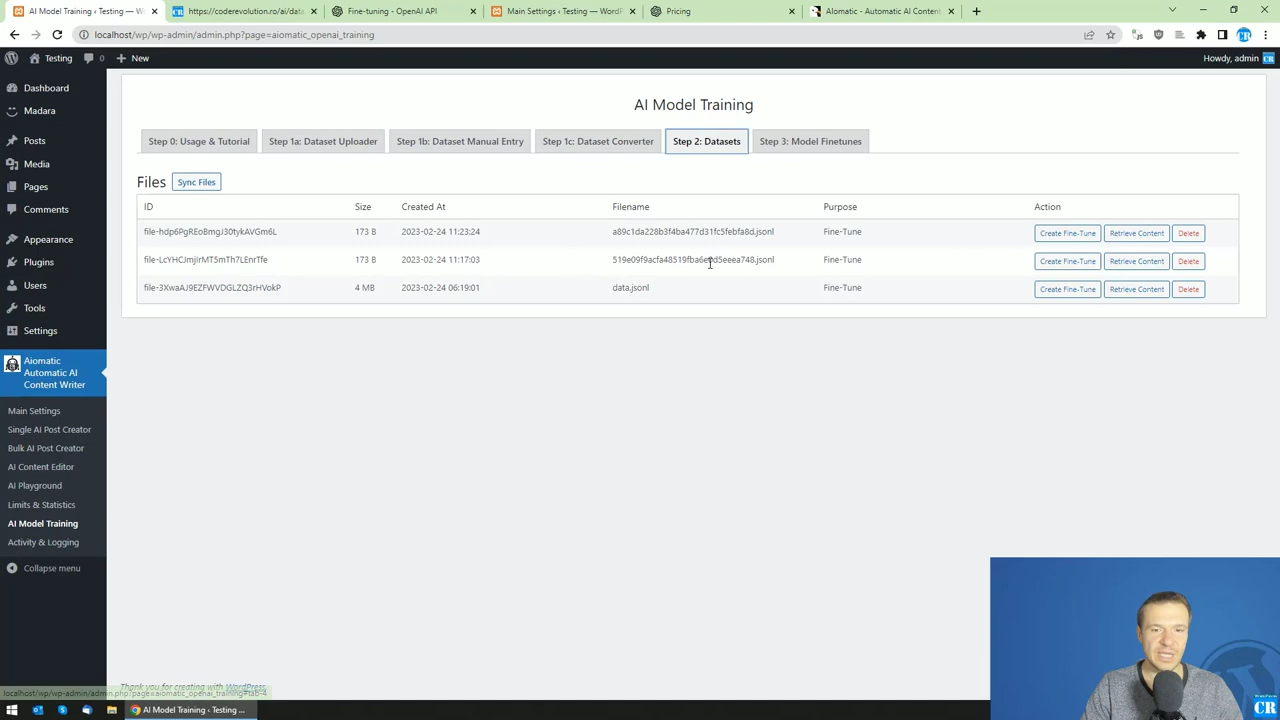 AI Model Training ‹ Testing — W
https://coderevolution.ro/ai/data
Fine-tuning - OpenAI API
Main Settings ‹ Testing — WordP
Pricing
AIomatic - Automatic AI Content
localhost/wp/wp-admin/admin.php?page=aiomatic_openai_training
Testing
0
New
Howdy, admin
CR
Dashboard
Madara
Posts
Media
Pages
Comments
Appearance
Plugins
Users
Tools
Settings
Aiomatic
Automatic AI
Content Writer
Main Settings
Single AI Post Creator
Bulk AI Post Creator
AI Content Editor
AI Playground
Limits & Statistics
AI Model Training
Activity & Logging
Collapse menu
AI Model Training
Step 0: Usage & Tutorial
Step 1a: Dataset Uploader
Step 1b: Dataset Manual Entry
Step 1c: Dataset Converter
Step 2: Datasets
Step 3: Model Finetunes
Files
Sync Files
ID Size Created At Filename Purpose Action
file-hdp6PgREoBmgJ30tykAVGm6L 173 B 2023-02-24 11:23:24 a89c1da228b3f4ba477d31fc5febfa8d.jsonl Fine-Tune Create Fine-Tune Retrieve Content Delete
173 B 2023-02-24 11:17:03 Fine-Tune Create Fine-Tune Retrieve Content Delete
file-3XwaAJ9EZFWVDGLZQ3rHVokP 4 MB 2023-02-24 06:19:01 data.jsonl Fine-Tune Create Fine-Tune Retrieve Content Delete
Thank you for creating with WordPress
localhost/wp/wp-admin/admin.php?page=aiomatic_openai_training#tab-4
AI Model Training ‹ Testing ...
CR